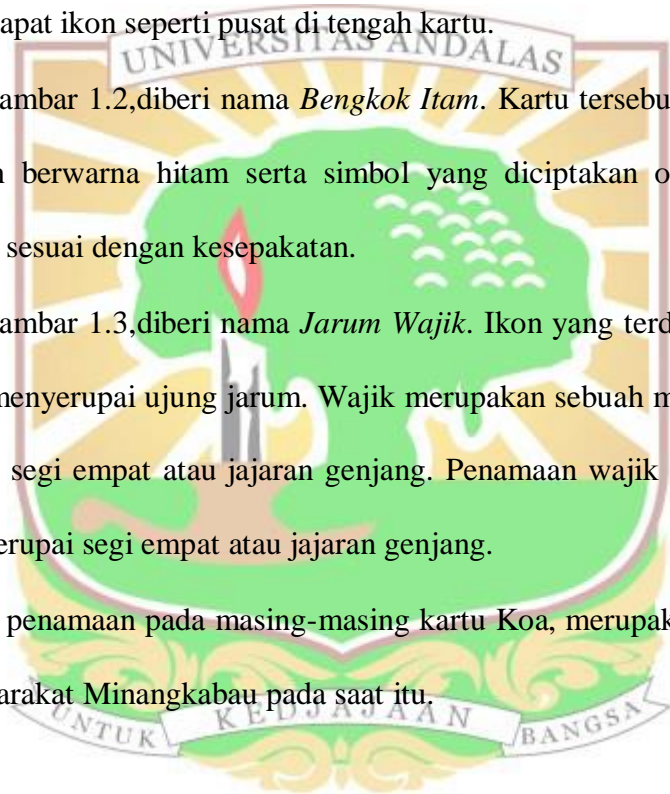 apat ikon seperti pusat di tengah kartu.
UNIVERSITAS ANDALAS
ambar 1.2,diberi nama Bengkok Itam. Kartu tersebu
berwarna hitam serta simbol yang diciptakan o
sesuai dengan kesepakatan.
ambar 1.3,diberi nama Jarum Wajik. Ikon yang terd
menyerupai ujung jarum. Wajik merupakan sebuah m
segi empat atau jajaran genjang. Penamaan wajik
erupai segi empat atau jajaran genjang.
penamaan pada masing-masing kartu Koa, merupak
arakat Minangkabau pada saat itu.
UNTUK KEDJAJAAN BANGSA